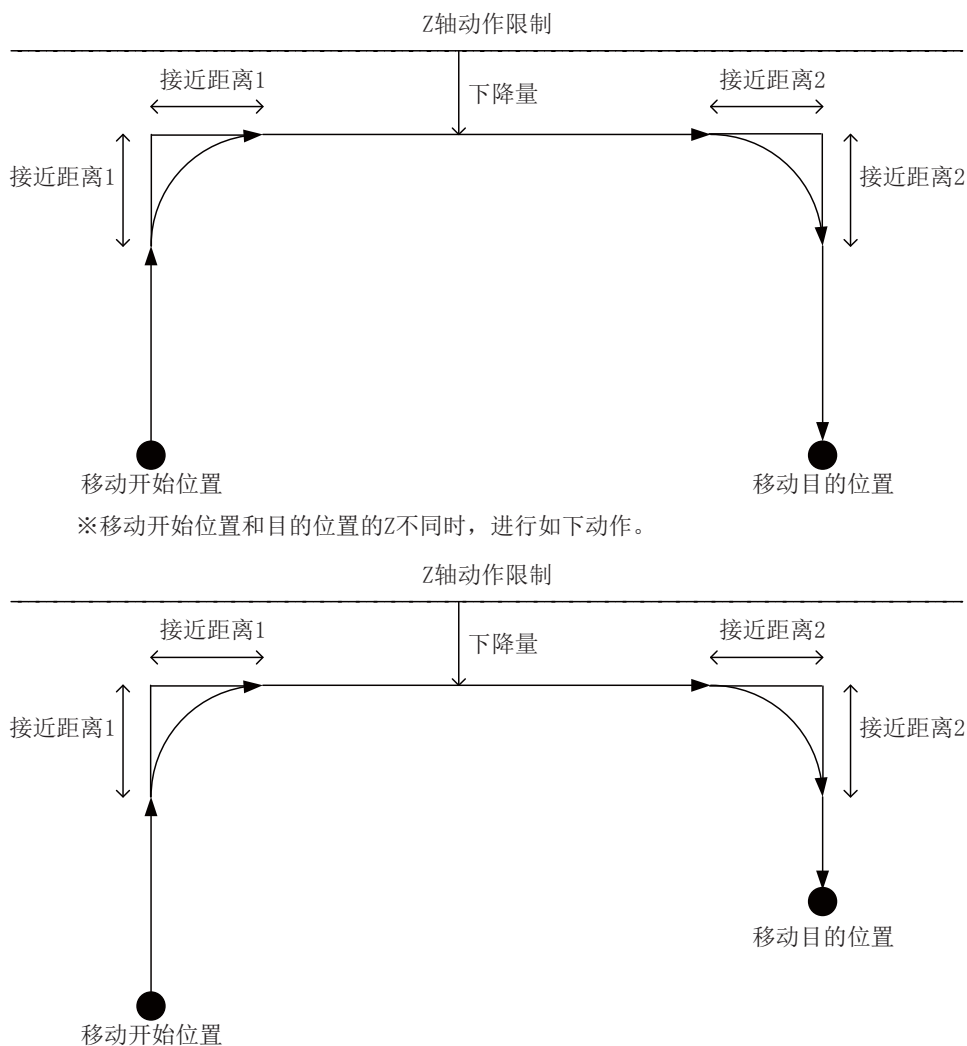 Z轴动作限制
接近距离1
下降量
接近距离2
接近距离1
接近距离2
移动开始位置
移动目的位置
※移动开始位置和目的位置的Z不同时，进行如下动作。
Z轴动作限制
接近距离1
下降量
接近距离2
接近距离1
接近距离2
移动目的位置
移动开始位置